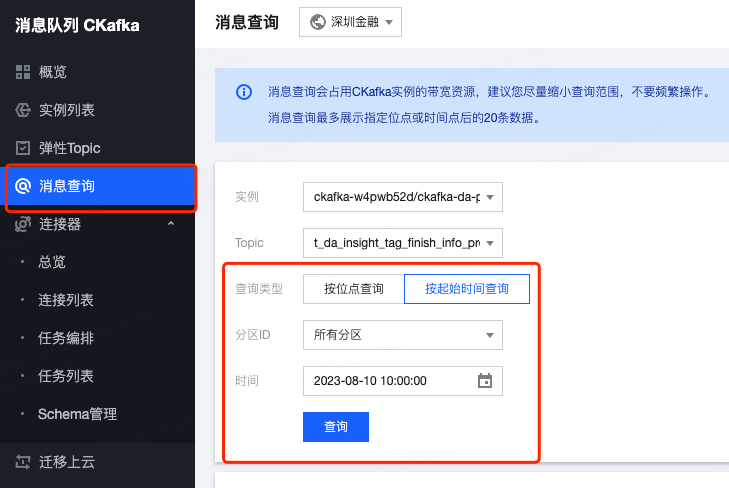 消息队列 CKafka
概览
实例列表
弹性Topic
消息查询
连接器
总览
连接列表
任务编排
任务列表
Schema管理
迁移上云
消息查询 深圳金融
消息查询会占用CKafka实例的带宽资源，建议您尽量缩小查询范围，不要频繁操作。
消息查询最多展示指定位点或时间点后的20条数据。
实例 ckafka-w4pwb52d/ckafka-da-p
Topic t_da_insight_tag_finish_info_pr
查询类型 按位点查询 按起始时间查询
分区ID 所有分区
时间 2023-08-10 10:00:00
查询